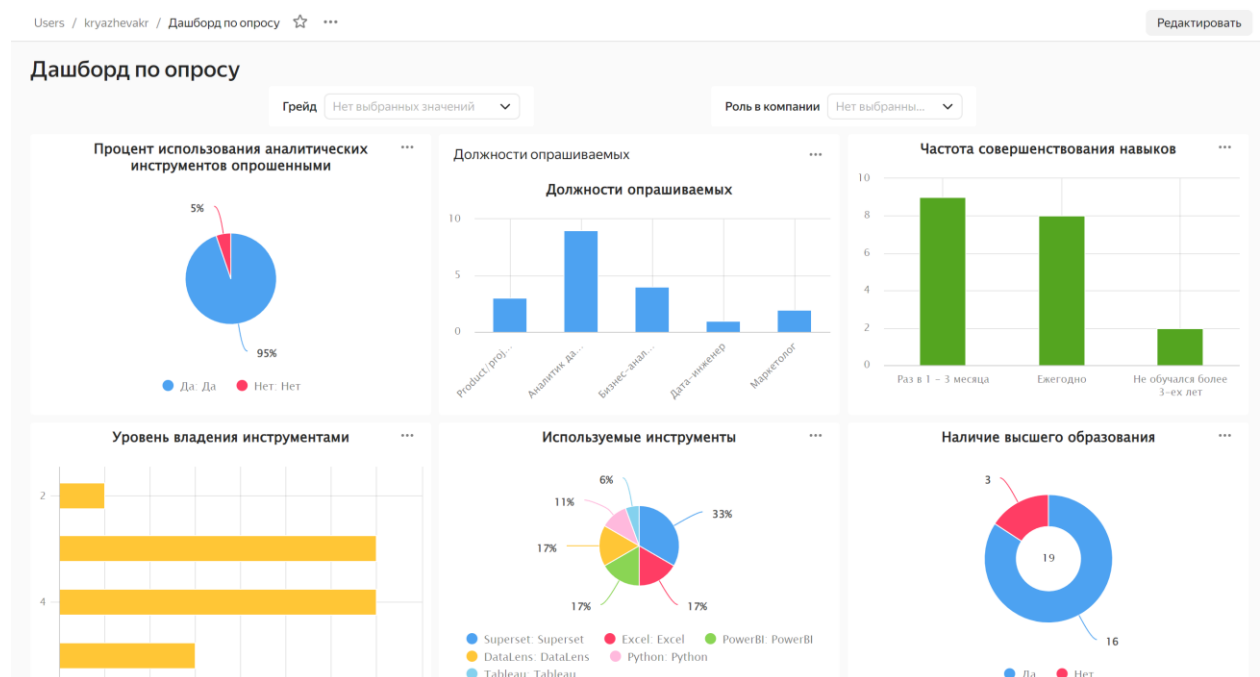 Users / kryazhevakr / Дашборд по опросу
Редактировать
Дашборд по опросу
Грейд Нет выбранных значений
Роль в компании Нет выбранны...
Процент использования аналитических
инструментов опрошенными
5%
95%
Да: Да Нет: Нет
Должности опрашиваемых
Должности опрашиваемых
10
5
0
Product/proj...
Аналитик да...
Бизнес-анал...
Дата-инженер
Маркетолог
Частота совершенствования навыков
10
8
6
4
2
0
Раз в 1 - 3 месяца
Ежегодно
Не обучался более
3-ех лет
Уровень владения инструментами
2
4
Используемые инструменты
6%
11%
33%
17%
17%
17%
Superset: Superset Excel: Excel PowerBI: PowerBI
DataLens: DataLens Python: Python
Tableau: Tableau
Наличие высшего образования
3
19
16
Да Нет